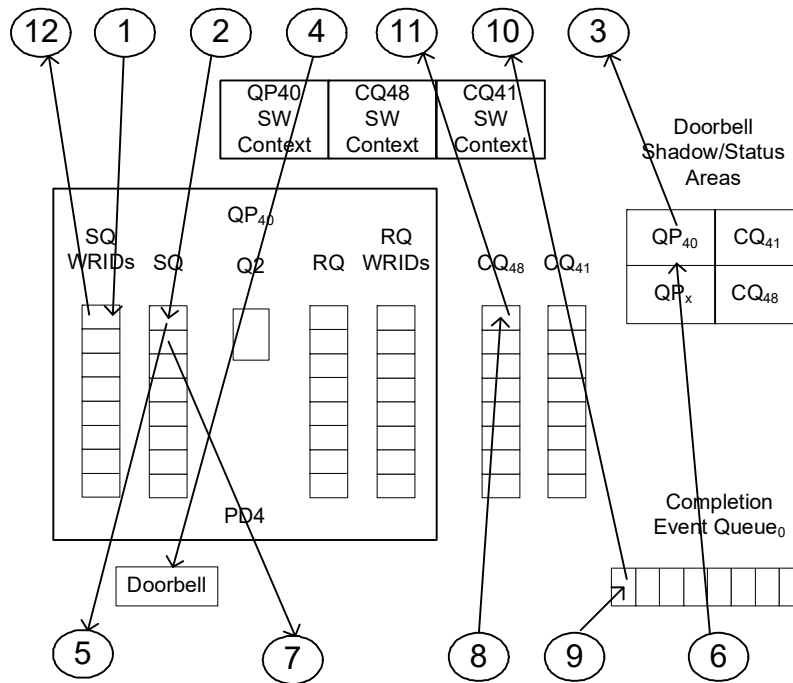 12 1 2 4 11 10 3
QP40 CQ48 CQ41
SW SW SW
Context Context Context
Doorbell
Shadow/Status
Areas
QP40
SQ RQ
WRIDs SQ Q2 RQ WRIDs CQ48 CQ41
QP40 CQ41
QPx CQ48
PD4
Completion
Event Queue0
Doorbell
5 7 8 9 6